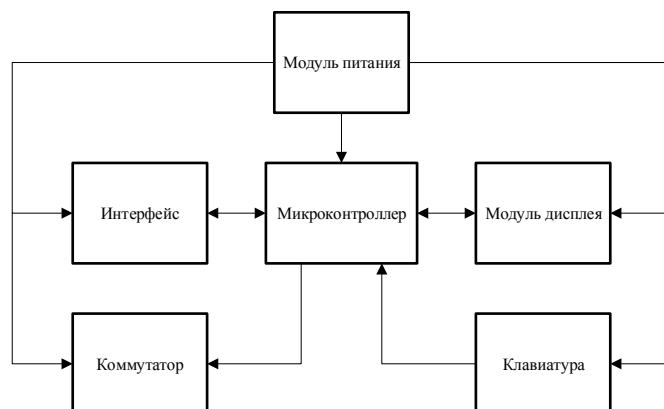 Модуль питания
Интерфейс
Микроконтроллер
Модуль дисплея
Коммутатор
Клавиатура